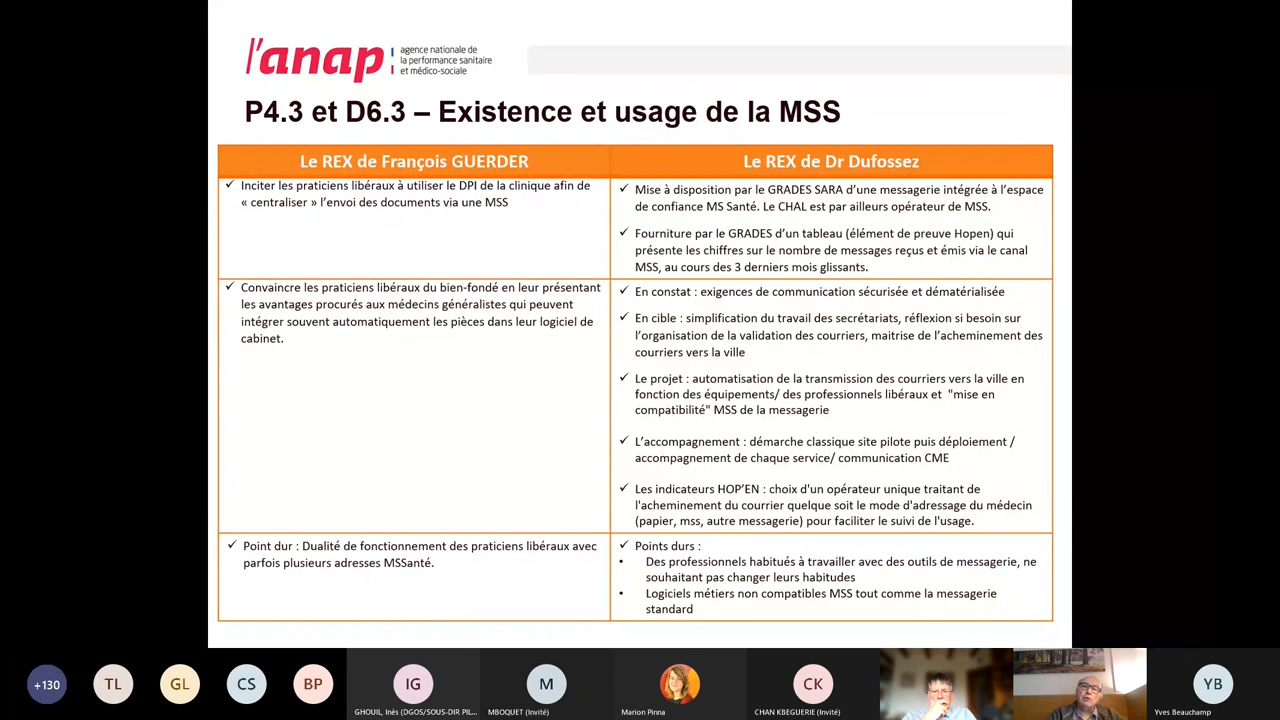 l'anap
agence nationale de
la performance sanitaire
et médico-sociale
P4.3 et D6.3 – Existence et usage de la MSS
Le REX de François GUERDER
✓ Inciter les praticiens libéraux à utiliser le DPI de la clinique afin de
« centraliser » l’envoi des documents via une MSS
✓ Convaincre les praticiens libéraux du bien-fondé en leur présentant
les avantages procurés aux médecins généralistes qui peuvent
intégrer souvent automatiquement les pièces dans leur logiciel de
cabinet.
✓ Point dur : Dualité de fonctionnement des praticiens libéraux avec
parfois plusieurs adresses MSSanté.
Le REX de Dr Dufossez
✓ Mise à disposition par le GRADES SARA d’une messagerie intégrée à l’espace
de confiance MS Santé. Le CHAL est par ailleurs opérateur de MSS.
✓ Fourniture par le GRADES d’un tableau (élément de preuve Hopen) qui
présente les chiffres sur le nombre de messages reçus et émis via le canal
MSS, au cours des 3 derniers mois glissants.
✓ En constat : exigences de communication sécurisée et dématérialisée
✓ En cible : simplification du travail des secrétariats, réflexion si besoin sur
l’organisation de la validation des courriers, maitrise de l’acheminement des
courriers vers la ville
✓ Le projet : automatisation de la transmission des courriers vers la ville en
fonction des équipements/ des professionnels libéraux et "mise en
compatibilité" MSS de la messagerie
✓ L’accompagnement : démarche classique site pilote puis déploiement /
accompagnement de chaque service/ communication CME
✓ Les indicateurs HOP’EN : choix d'un opérateur unique traitant de
l'acheminement du courrier quelque soit le mode d'adressage du médecin
(papier, mss, autre messagerie) pour faciliter le suivi de l'usage.
✓ Points durs :
• Des professionnels habitués à travailler avec des outils de messagerie, ne
souhaitant pas changer leurs habitudes
• Logiciels métiers non compatibles MSS tout comme la messagerie
standard
+130
TL
GL
CS
BP
IG
M
CK
YB
GHOUIL, Inès (DGOS/SOUS-DIR PIL...
MBOQUET (Invité)
Marion Pinna
CHAN KBEGUERIE (Invité)
Yves Beauchamp